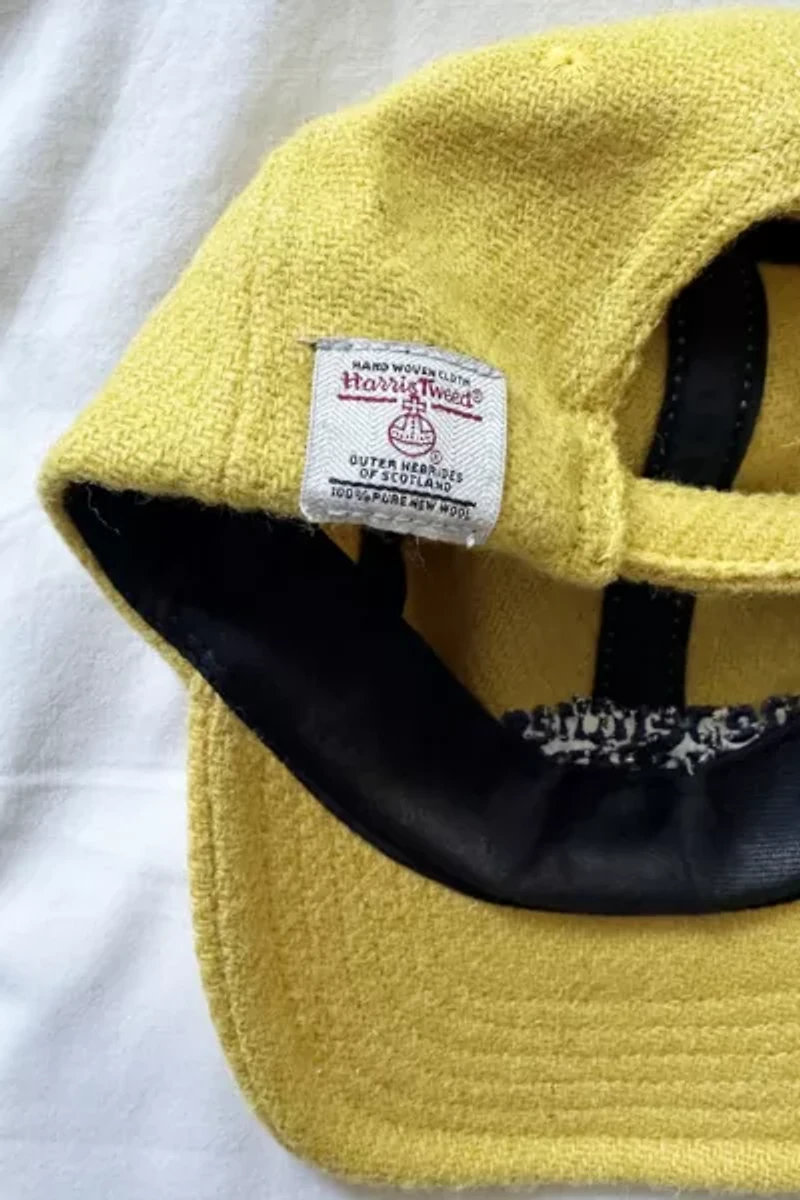 HAND WOVEN CLOTH
Harris Tweed®
®
OUTER HEBRIDES
OF SCOTLAND
100% PURE NEW WOOL